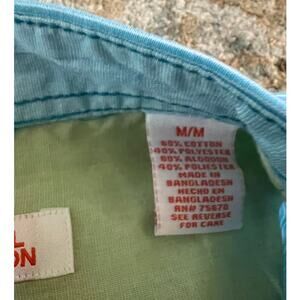 M/M
60% COTTON
40% POLYESTER
60% ALGODON
40% POLIESTER
MADE IN
BANGLADESH
HECHO EN
BANGLADESH
RN# 75670
SEE REVERSE
FOR CARE
L
ON